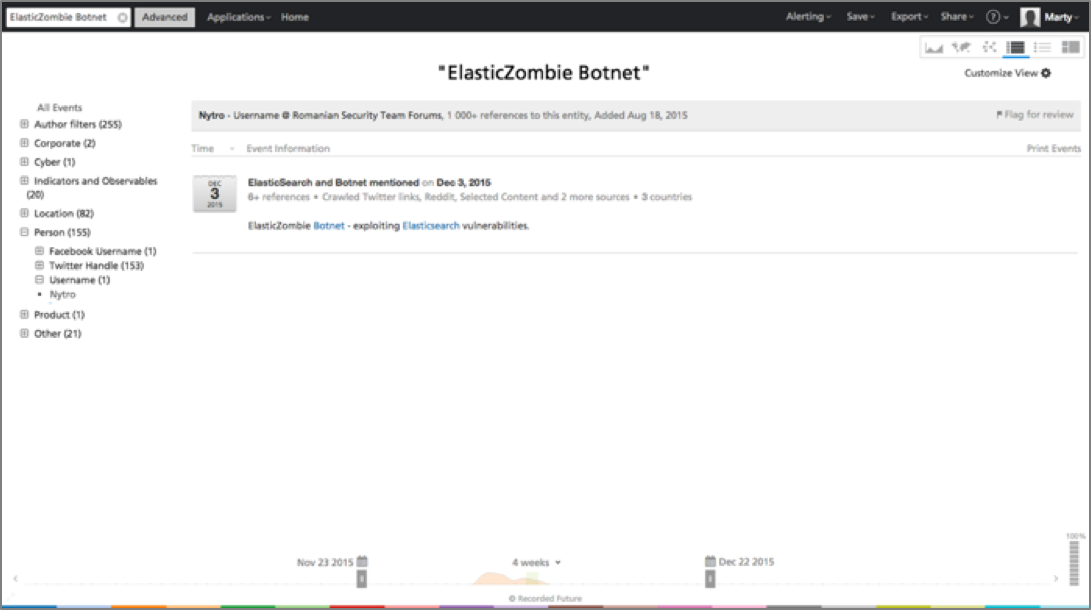 ElasticZombie Botnet
Advanced
Applications
Home
Alerting
Save
Export
Share
?
Marty
"ElasticZombie Botnet"
Customize View
All Events
Author filters (255)
Corporate (2)
Cyber (1)
Indicators and Observables
(20)
Location (82)
Person (155)
Facebook Username (1)
Twitter Handle (153)
Username (1)
• Nytro
Product (1)
Other (21)
Nytro - Username @ Romanian Security Team Forums, 1 000+ references to this entity, Added Aug 18, 2015
Flag for review
Time
Event Information
Print Events
DEC
3
2015
ElasticSearch and Botnet mentioned on Dec 3, 2015
6+ references • Crawled Twitter links, Reddit, Selected Content and 2 more sources • 3 countries
ElasticZombie Botnet - exploiting Elasticsearch vulnerabilities.
100%
Nov 23 2015
4 weeks
Dec 22 2015
© Recorded Future